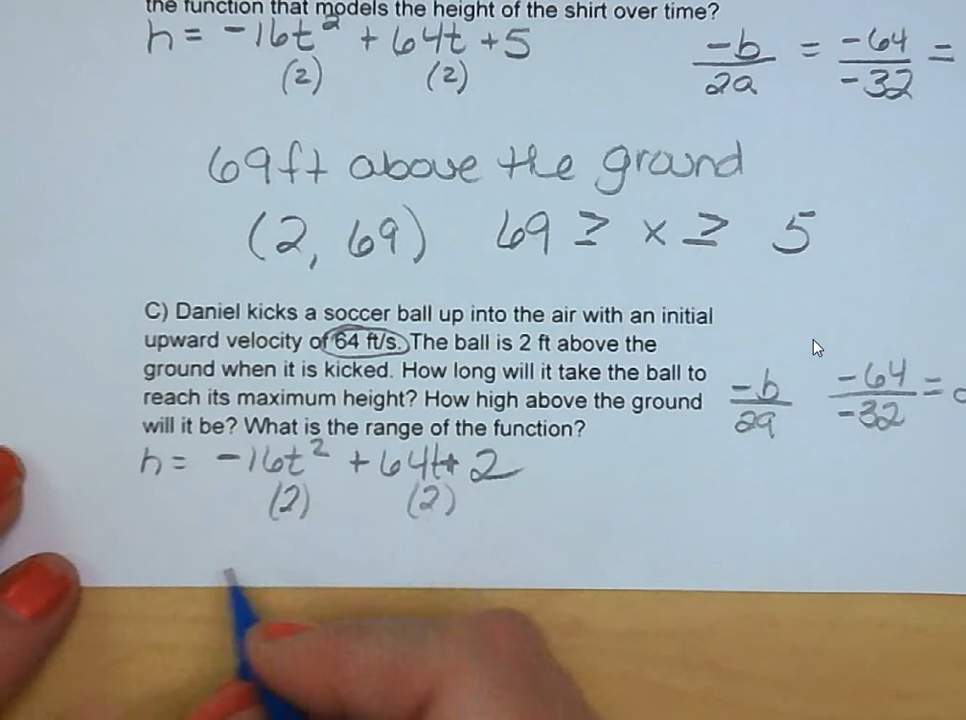 the function that models the height of the shirt over time?
h = -16t² + 64t + 5
(2) (2)
-b/2a = -64/-32 =
69ft above the ground
(2, 69) 69 ≥ x ≥ 5
C) Daniel kicks a soccer ball up into the air with an initial
upward velocity of 64 ft/s. The ball is 2 ft above the
ground when it is kicked. How long will it take the ball to
reach its maximum height? How high above the ground
will it be? What is the range of the function?
-b/2a -64/-32 =
h = -16t² + 64t + 2
(2) (2)